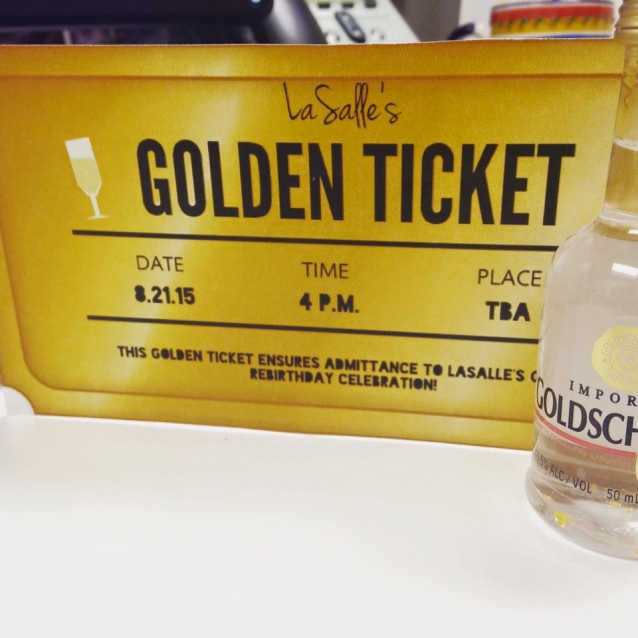 LaSalle's
GOLDEN TICKET
DATE
8.21.15
TIME
4 P.M.
PLACE
TBA
THIS GOLDEN TICKET ENSURES ADMITTANCE TO LASALLE'S
REBIRTHDAY CELEBRATION!
IMPOR
GOLDSCH
ALC/VOL 50 mL